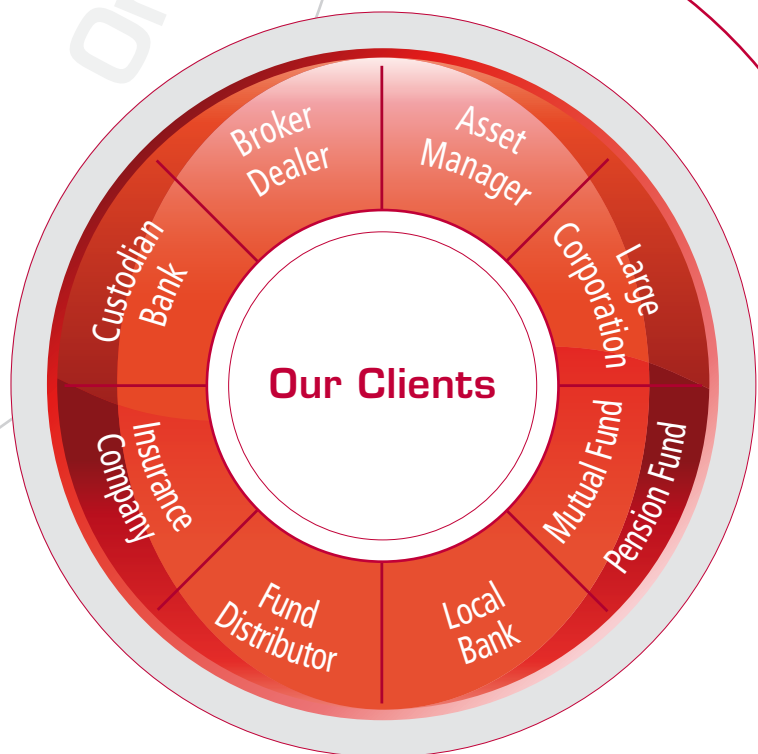 Our Clients
Broker
Dealer
Asset
Manager
Large
Corporation
Mutual Fund
Pension Fund
Local
Bank
Fund
Distributor
Insurance
Company
Custodian
Bank